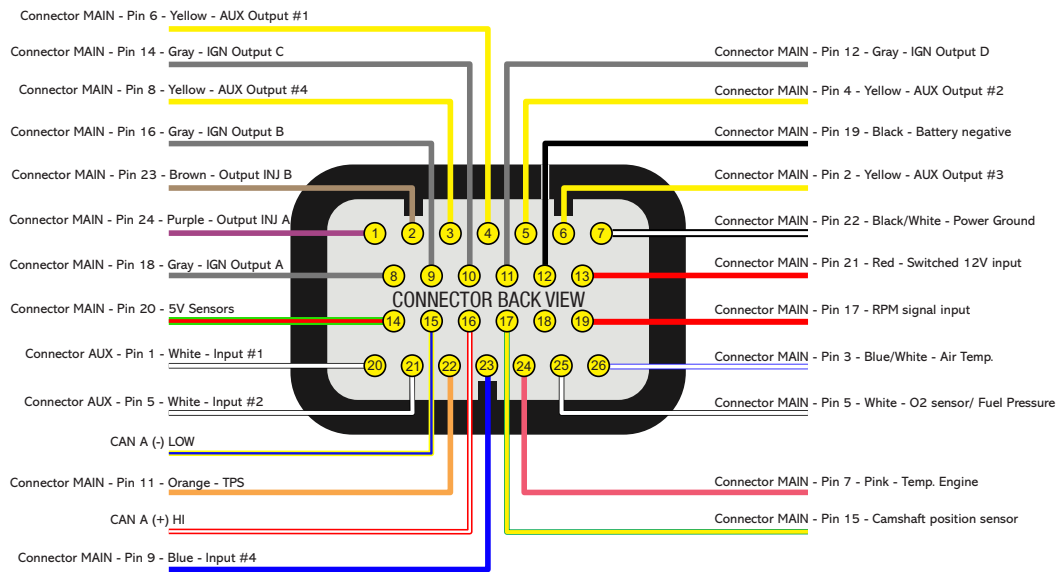 Connector MAIN - Pin 6 - Yellow - AUX Output #1
Connector MAIN - Pin 14 - Gray - IGN Output C
Connector MAIN - Pin 8 - Yellow - AUX Output #4
Connector MAIN - Pin 16 - Gray - IGN Output B
Connector MAIN - Pin 23 - Brown - Output INJ B
Connector MAIN - Pin 24 - Purple - Output INJ A
Connector MAIN - Pin 18 - Gray - IGN Output A
Connector MAIN - Pin 20 - 5V Sensors
Connector AUX - Pin 1 - White - Input #1
Connector AUX - Pin 5 - White - Input #2
CAN A (-) LOW
Connector MAIN - Pin 11 - Orange - TPS
CAN A (+) HI
Connector MAIN - Pin 9 - Blue - Input #4
1 2 3 4 5 6 7
8 9 10 11 12 13
CONNECTOR BACK VIEW
14 15 16 17 18 19
20 21 22 23 24 25 26
Connector MAIN - Pin 12 - Gray - IGN Output D
Connector MAIN - Pin 4 - Yellow - AUX Output #2
Connector MAIN - Pin 19 - Black - Battery negative
Connector MAIN - Pin 2 - Yellow - AUX Output #3
Connector MAIN - Pin 22 - Black/White - Power Ground
Connector MAIN - Pin 21 - Red - Switched 12V input
Connector MAIN - Pin 17 - RPM signal input
Connector MAIN - Pin 3 - Blue/White - Air Temp.
Connector MAIN - Pin 5 - White - O2 sensor/ Fuel Pressure
Connector MAIN - Pin 7 - Pink - Temp. Engine
Connector MAIN - Pin 15 - Camshaft position sensor